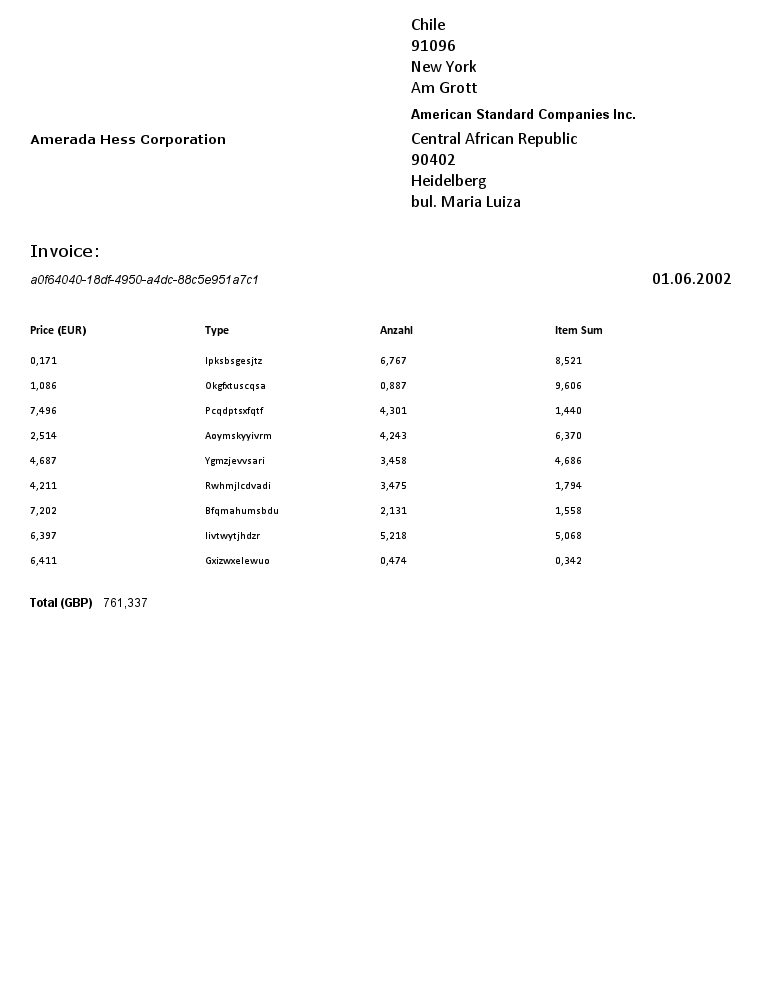 Chile
91096
New York
Am Grott
American Standard Companies Inc.
Amerada Hess Corporation
Central African Republic
90402
Heidelberg
bul. Maria Luiza
Invoice:
a0f64040-18df-4950-a4dc-88c5e951a7c1 01.06.2002
Price (EUR) Type Anzahl Item Sum
0,171 Ipksbsgesjtz 6,767 8,521
1,086 Okgfxtuscqsa 0,887 9,606
7,496 Pcqdptsxfqtf 4,301 1,440
2,514 Aoymskyyivrm 4,243 6,370
4,687 Ygmzjevvsari 3,458 4,686
4,211 Rwhmjlcdvadi 3,475 1,794
7,202 Bfqmahumsbdu 2,131 1,558
6,397 Iivtwytjhdzr 5,218 5,068
6,411 Gxizwxelewuo 0,474 0,342
Total (GBP) 761,337